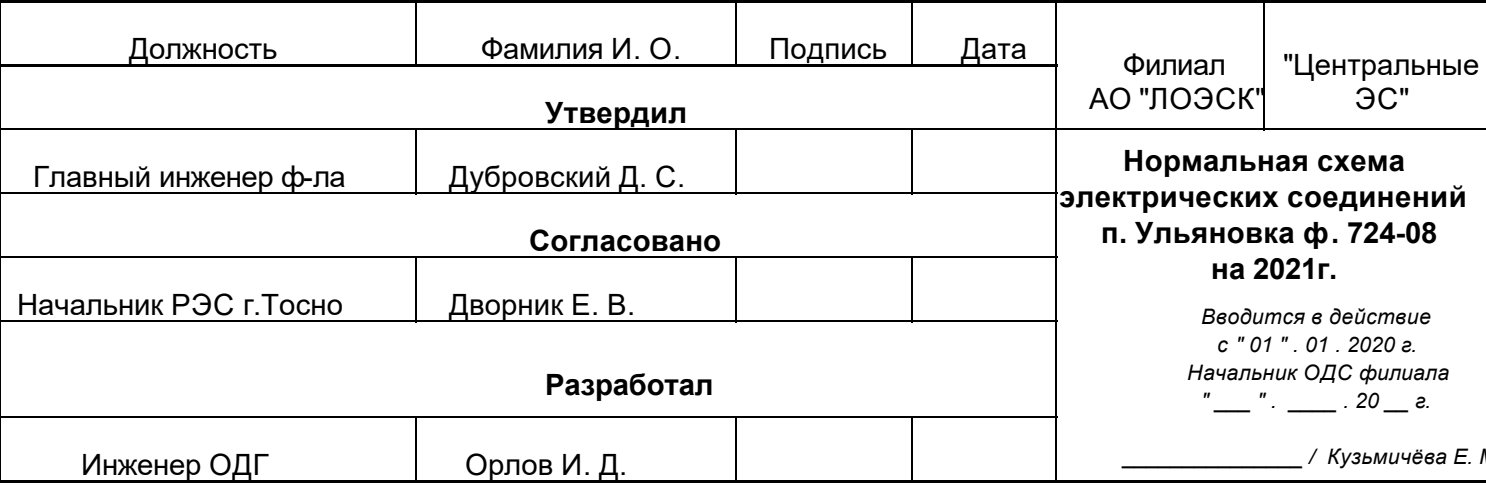 Должность Фамилия И. О. Подпись Дата
Утвердил
Главный инженер ф-ла Дубровский Д. С.
Согласовано
Начальник РЭС г.Тосно Дворник Е. В.
Разработал
Инженер ОДГ Орлов И. Д.
Филиал "Центральные
АО "ЛОЭСК" ЭС"
Нормальная схема
электрических соединений
п. Ульяновка ф. 724-08
на 2021г.
Вводится в действие
с " 01 " . 01 . 2020 г.
Начальник ОДС филиала
" ___ " . ____ . 20 __ г.
_______________ / Кузьмичёва Е.